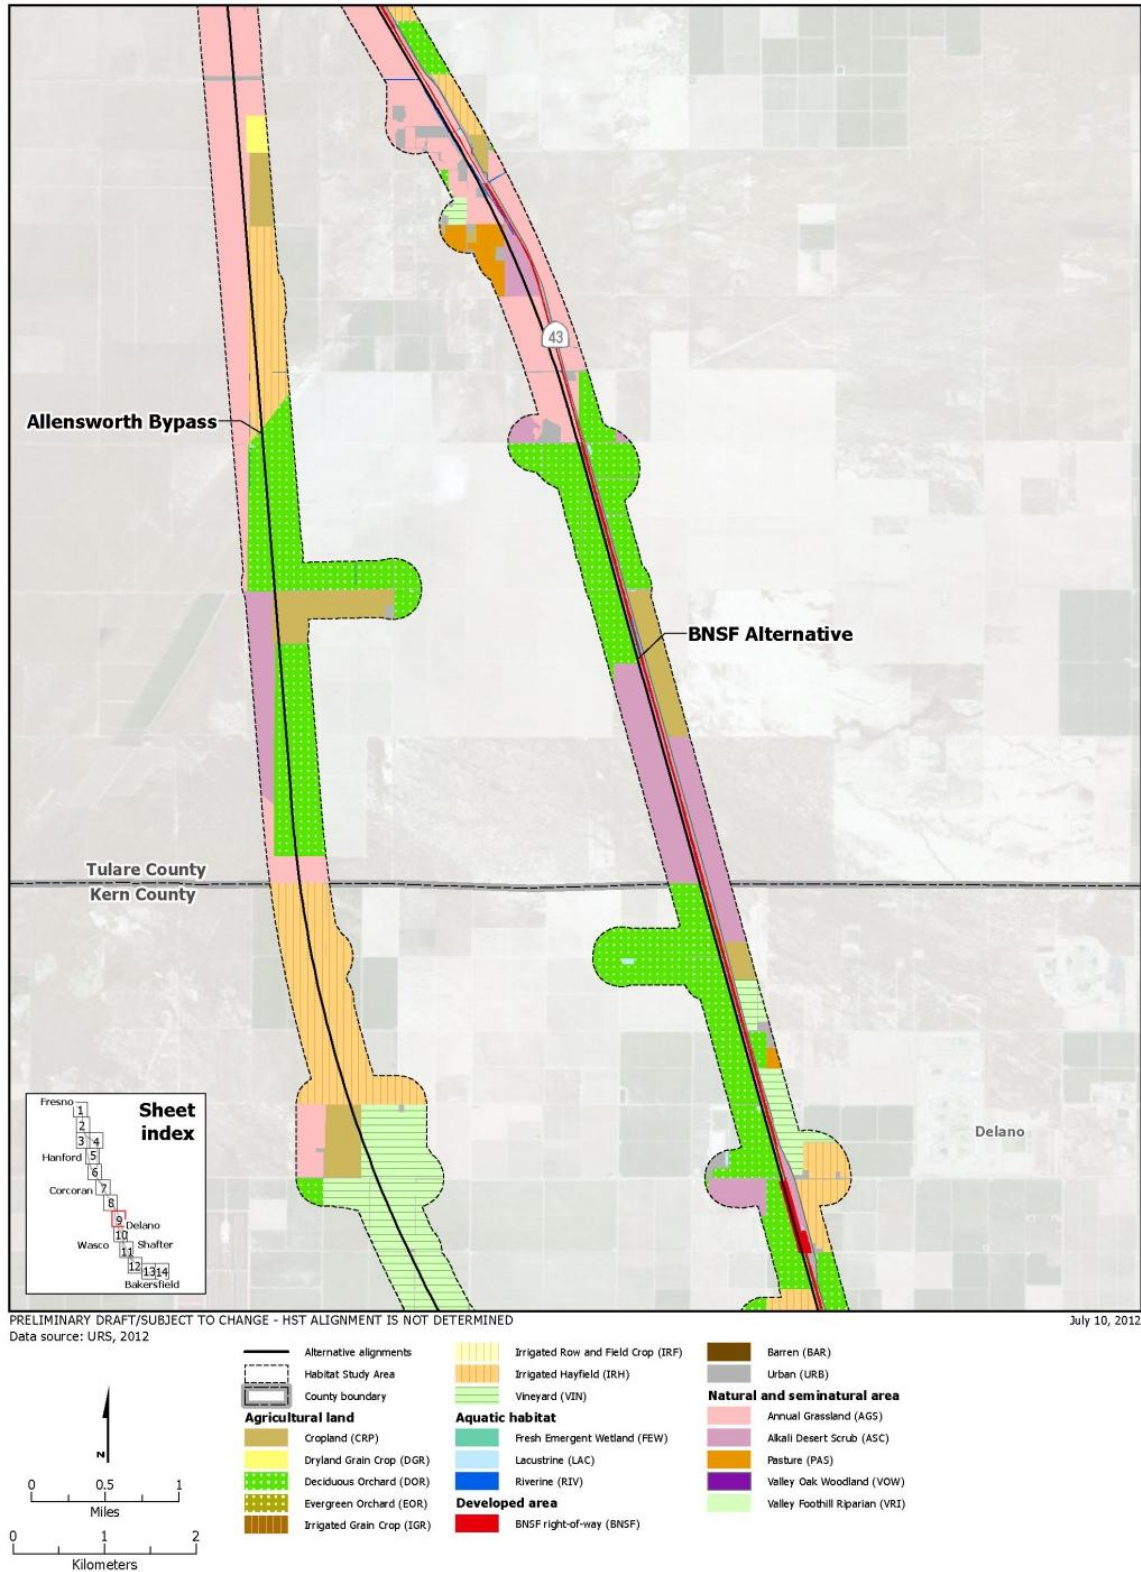 43
Allensworth Bypass
BNSF Alternative
Tulare County
Kern County
Delano
Sheet
index
Fresno
1
2
3
4
Hanford
5
6
Corcoran
7
8
9
Delano
10
Wasco
11
Shafter
12
13
14
Bakersfield
PRELIMINARY DRAFT/SUBJECT TO CHANGE - HST ALIGNMENT IS NOT DETERMINED
July 10, 2012
Data source: URS, 2012
N
0
1
Miles
0
1
2
Kilometers
Alternative alignments
Habitat Study Area
County boundary
Agricultural land
Cropland (CRP)
Dryland Grain Crop (DGR)
Deciduous Orchard (DOR)
Evergreen Orchard (EOR)
Irrigated Grain Crop (IGR)
Irrigated Row and Field Crop (IRF)
Irrigated Hayfield (IRH)
Vineyard (VIN)
Aquatic habitat
Fresh Emergent Wetland (FEW)
Lacustrine (LAC)
Riverine (RIV)
Developed area
BNSF right-of-way (BNSF)
Barren (BAR)
Urban (URB)
Natural and seminatural area
Annual Grassland (AGS)
Alkali Desert Scrub (ASC)
Pasture (PAS)
Valley Oak Woodland (VOW)
Valley Foothill Riparian (VRI)